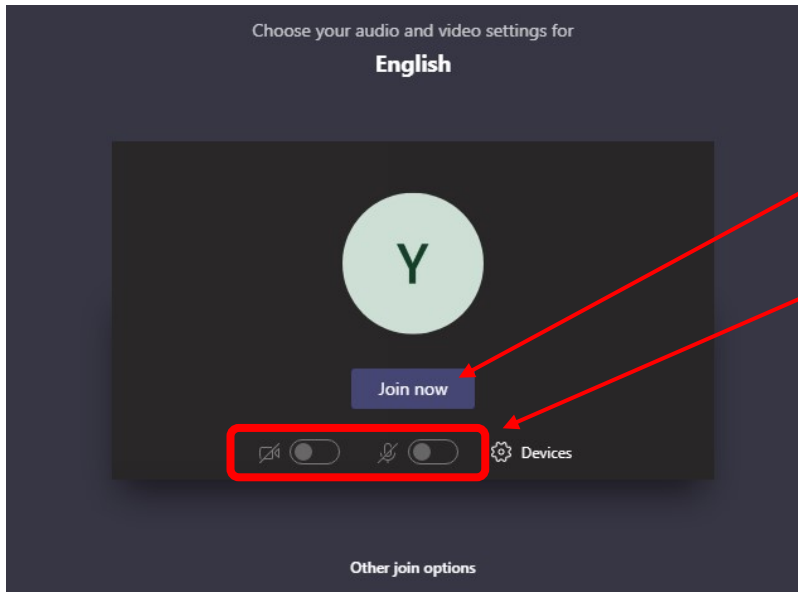 Choose your audio and video settings for
English
Y
Join now
Devices
Other join options